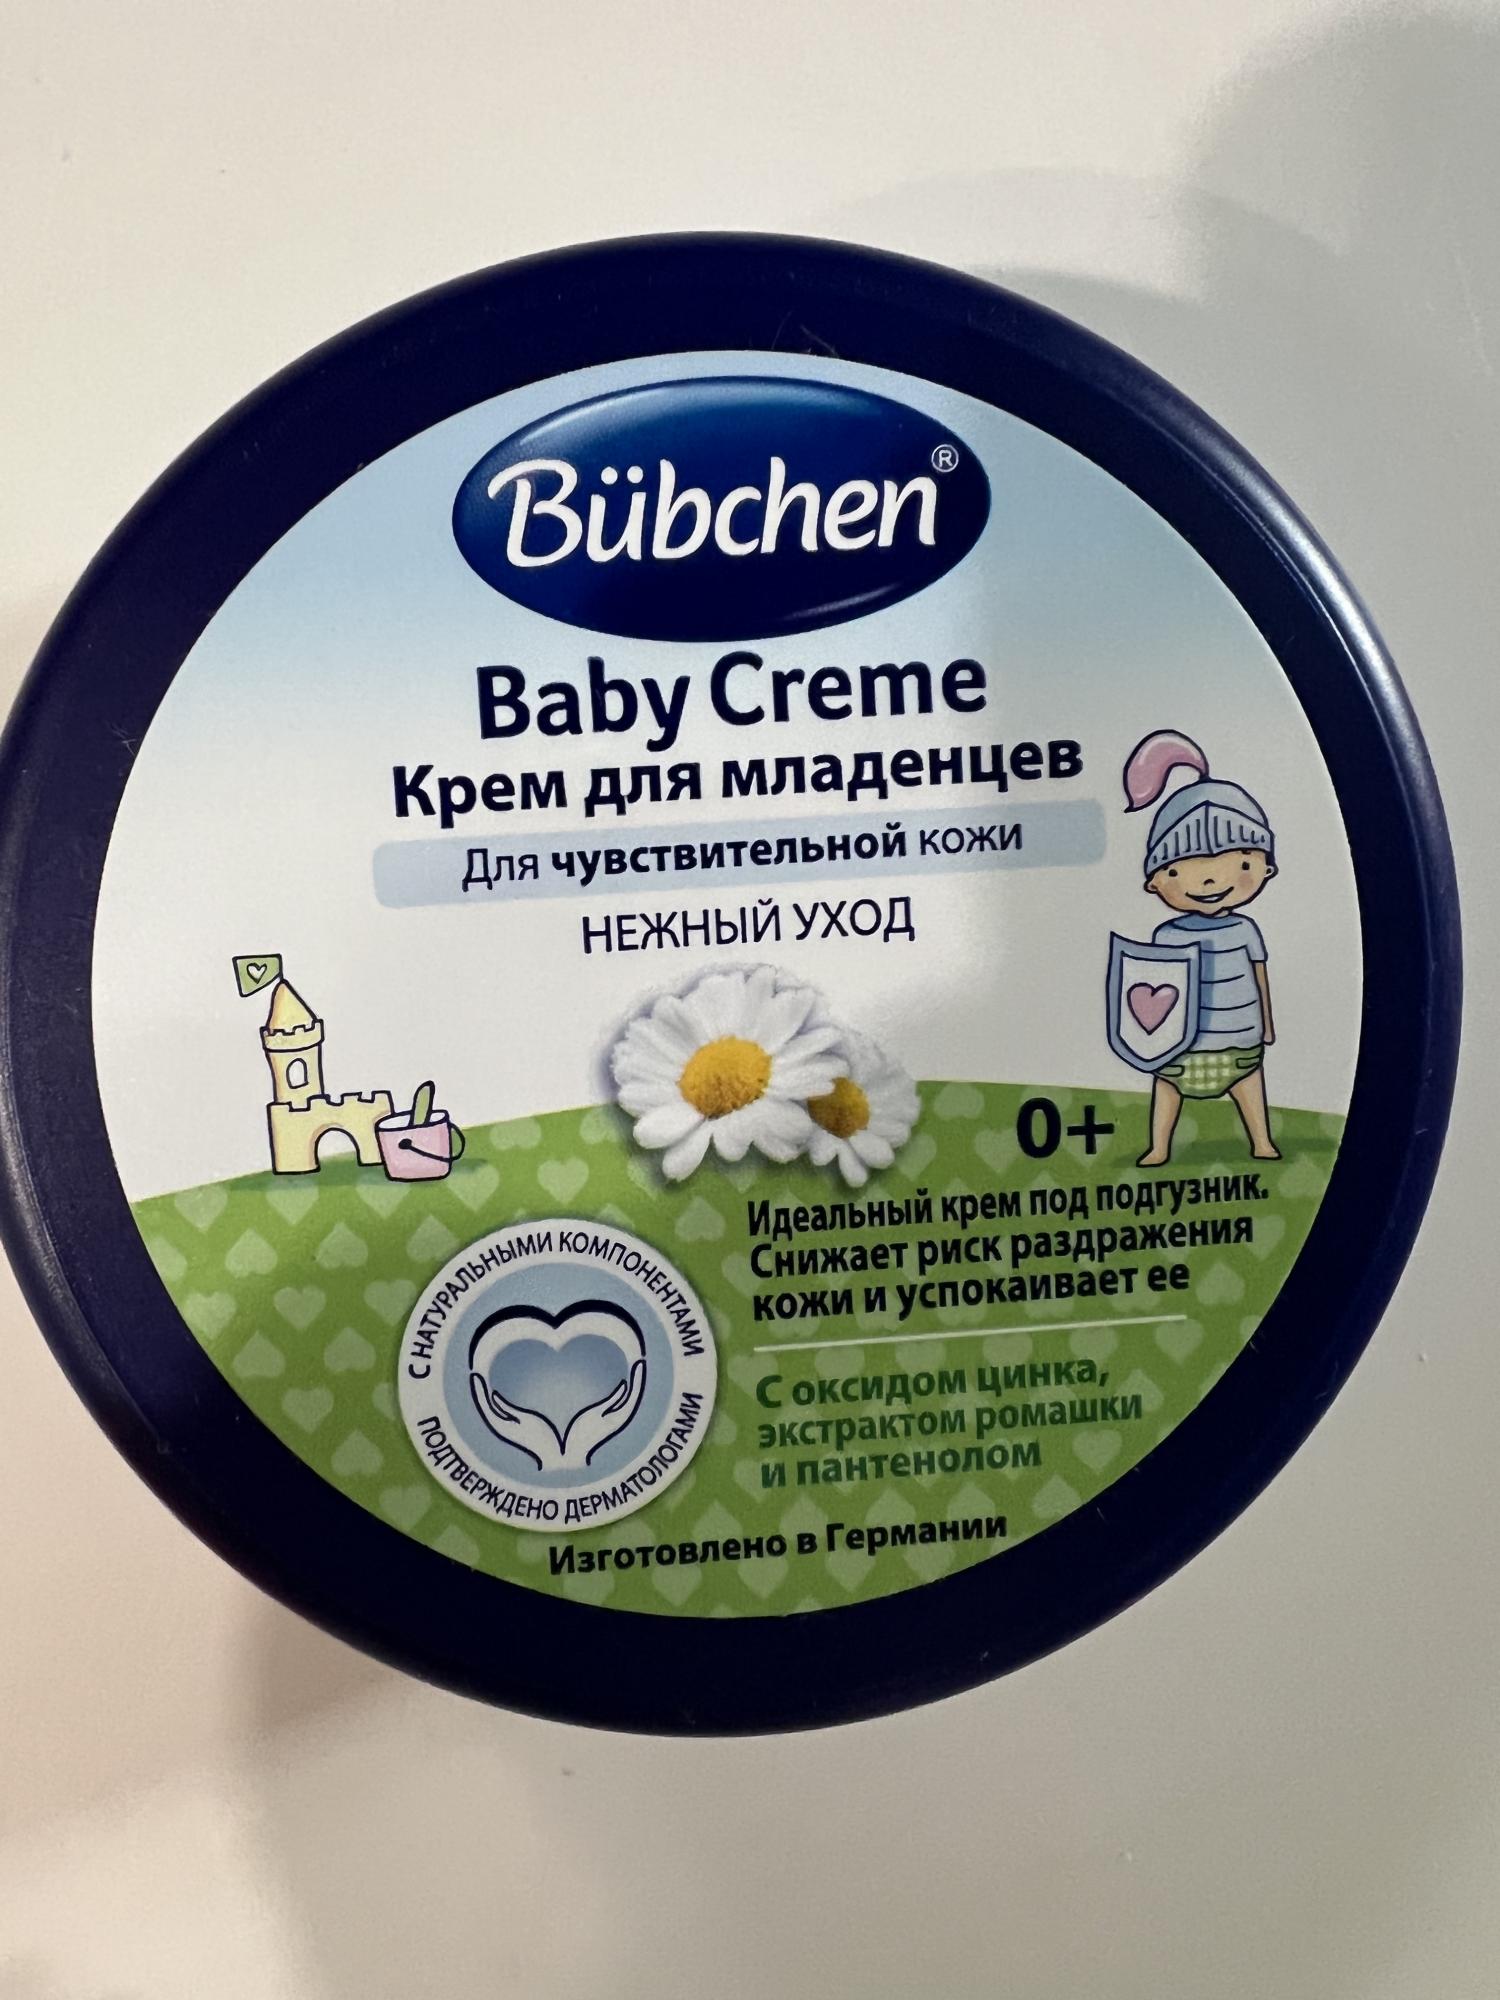 Bübchen®
Baby Creme
Крем для младенцев
Для чувствительной кожи
НЕЖНЫЙ УХОД
0+
Идеальный крем под подгузник.
Снижает риск раздражения
кожи и успокаивает ее
С оксидом цинка,
экстрактом ромашки
и пантенолом
С НАТУРАЛЬНЫМИ КОМПОНЕНТАМИ
ПОДТВЕРЖДЕНО ДЕРМАТОЛОГАМИ
Изготовлено в Германии